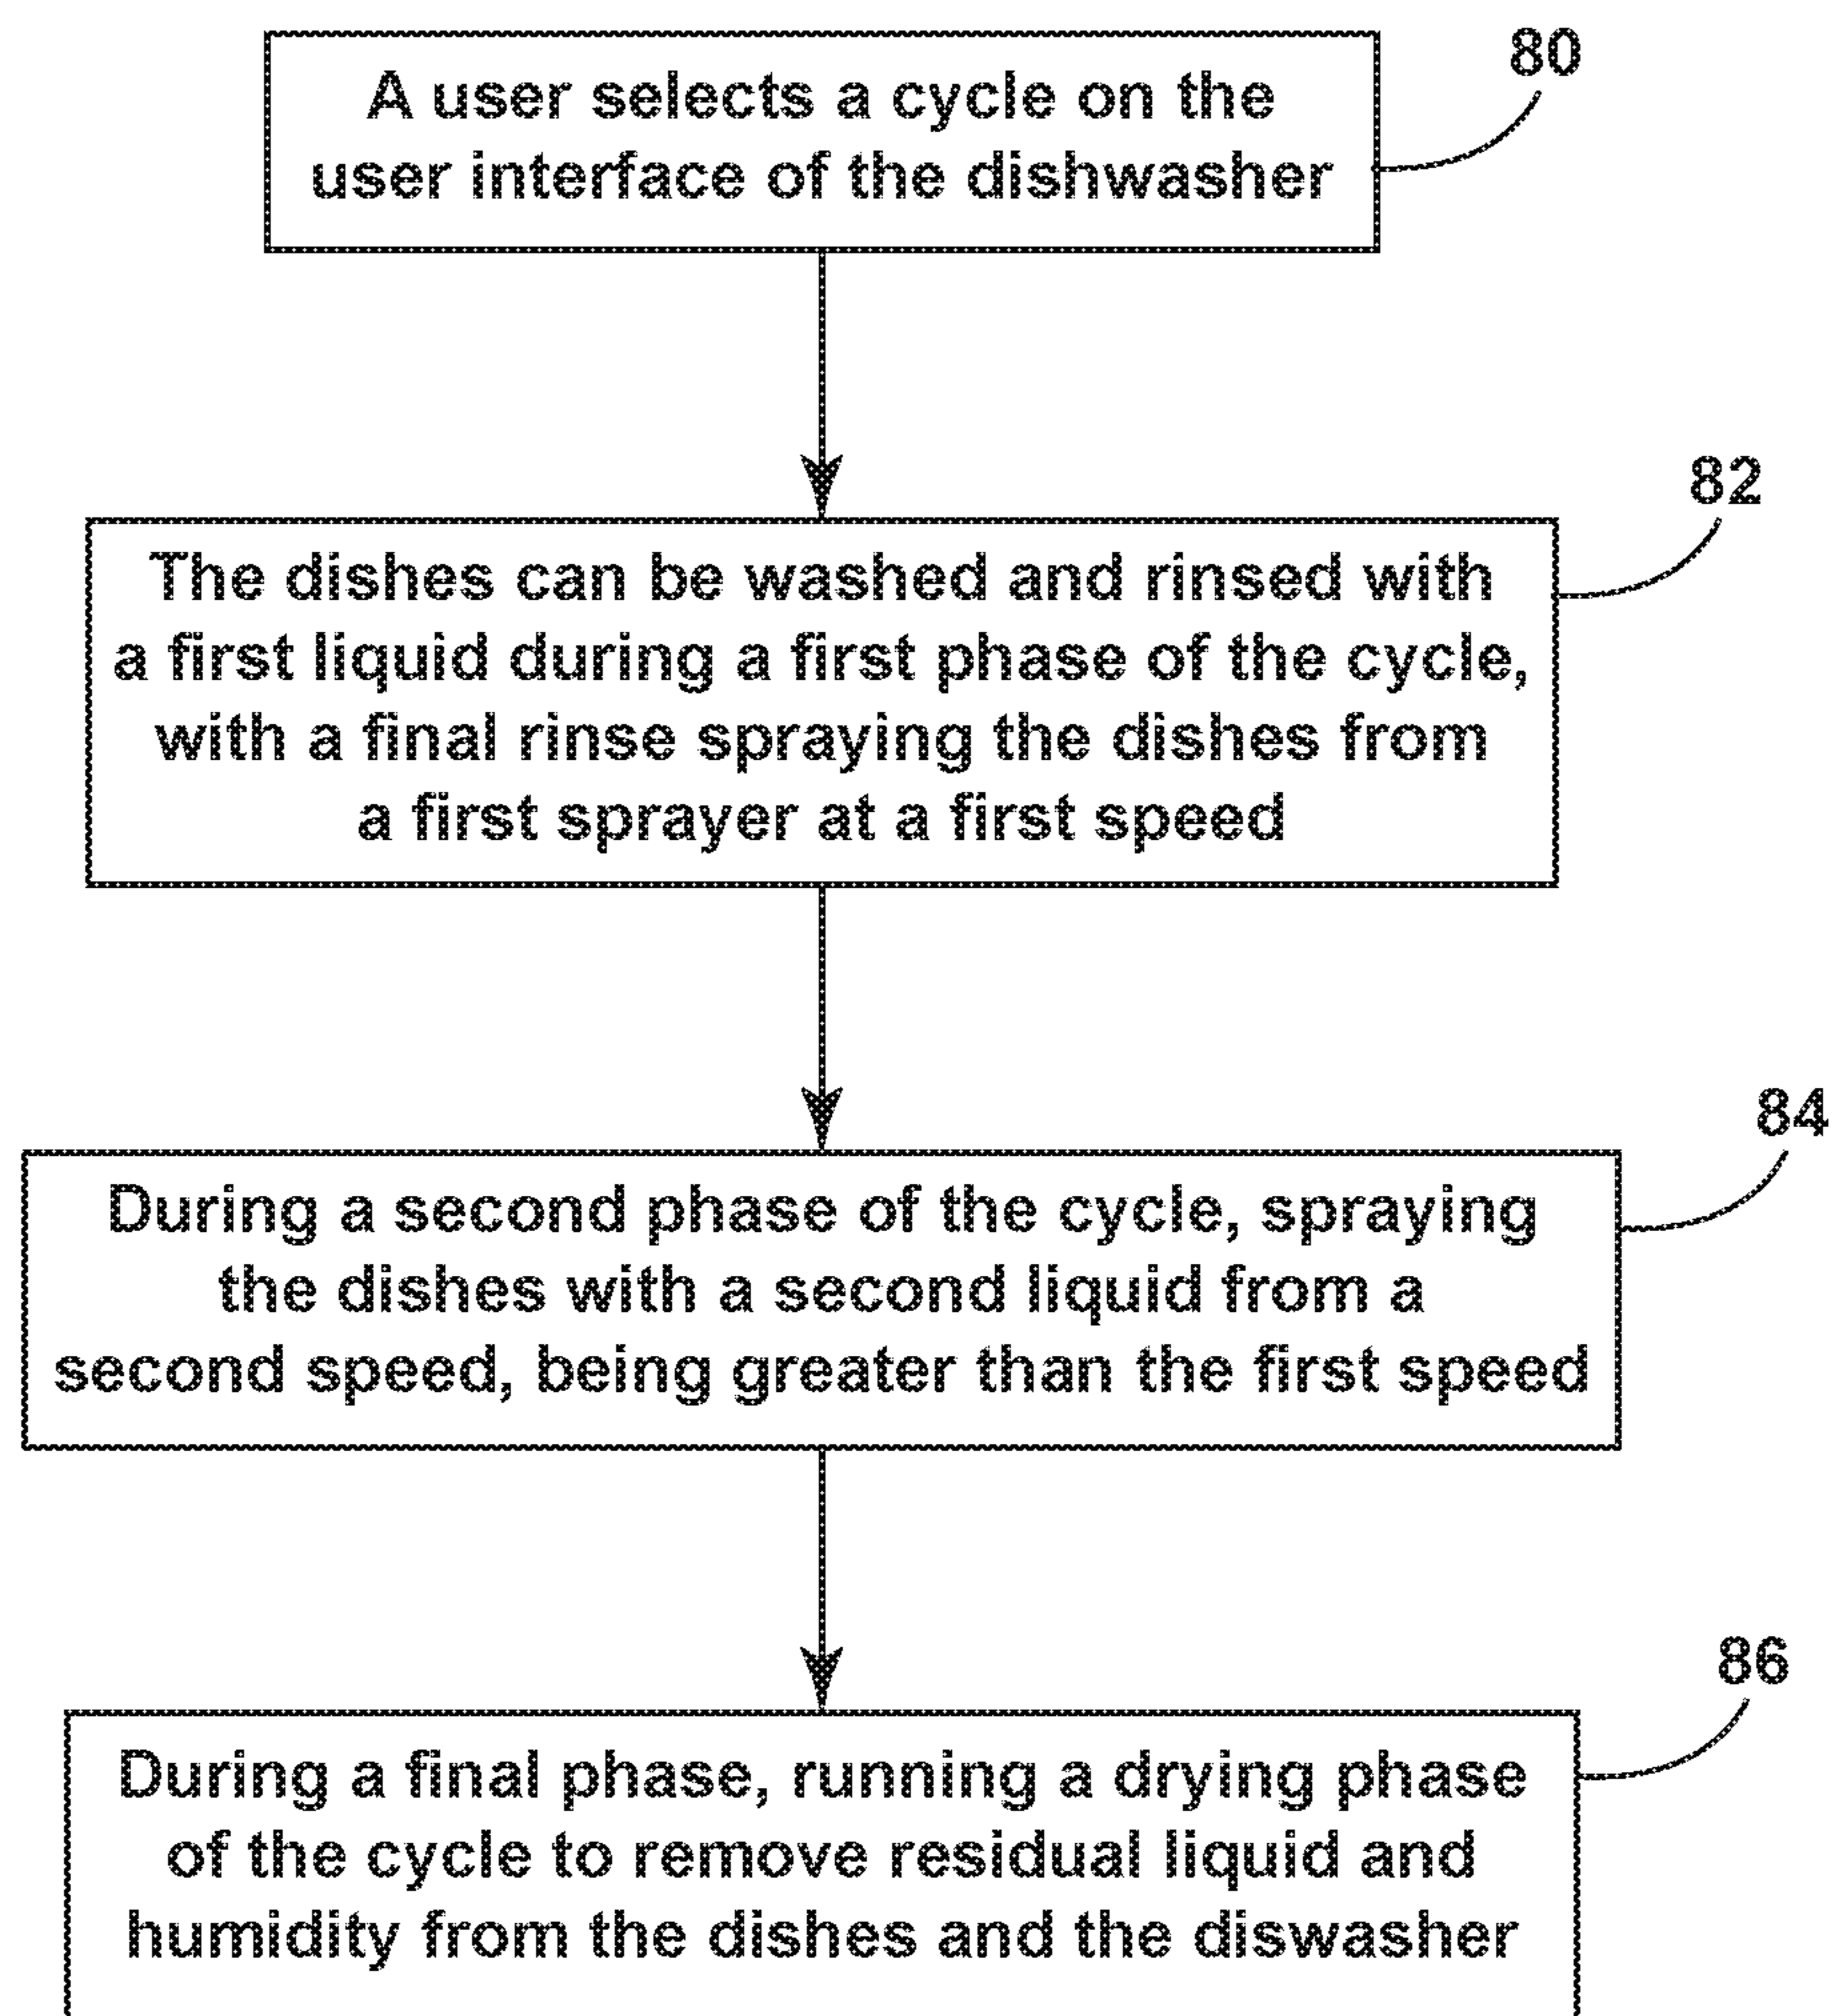 A user selects a cycle on the
user interface of the dishwasher
80
The dishes can be washed and rinsed with
a first liquid during a first phase of the cycle,
with a final rinse spraying the dishes from
a first sprayer at a first speed
82
During a second phase of the cycle, spraying
the dishes with a second liquid from a
second speed, being greater than the first speed
84
During a final phase, running a drying phase
of the cycle to remove residual liquid and
humidity from the dishes and the diswasher
86